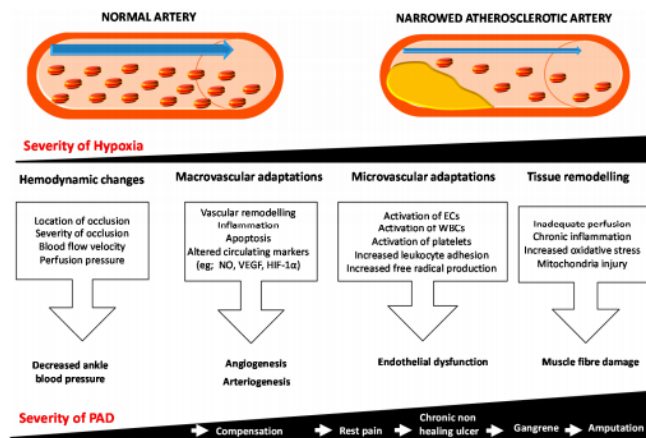 NORMAL ARTERY
NARROWED ATHEROSCLEROTIC ARTERY
Severity of Hypoxia
Hemodynamic changes
Location of occlusion
Severity of occlusion
Blood flow velocity
Perfusion pressure
Decreased ankle
blood pressure
Macrovascular adaptations
Vascular remodelling
Inflammation
Apoptosis
Altered circulating markers
(eg; NO, VEGF, HIF-1α)
Angiogenesis
Arteriogenesis
Microvascular adaptations
Activation of ECs
Activation of WBCs
Activation of platelets
Increased leukocyte adhesion
Increased free radical production
Endothelial dysfunction
Tissue remodelling
Inadequate perfusion
Chronic inflammation
Increased oxidative stress
Mitochondria injury
Muscle fibre damage
Severity of PAD
Compensation
Rest pain
Chronic non
healing ulcer
Gangrene
Amputation